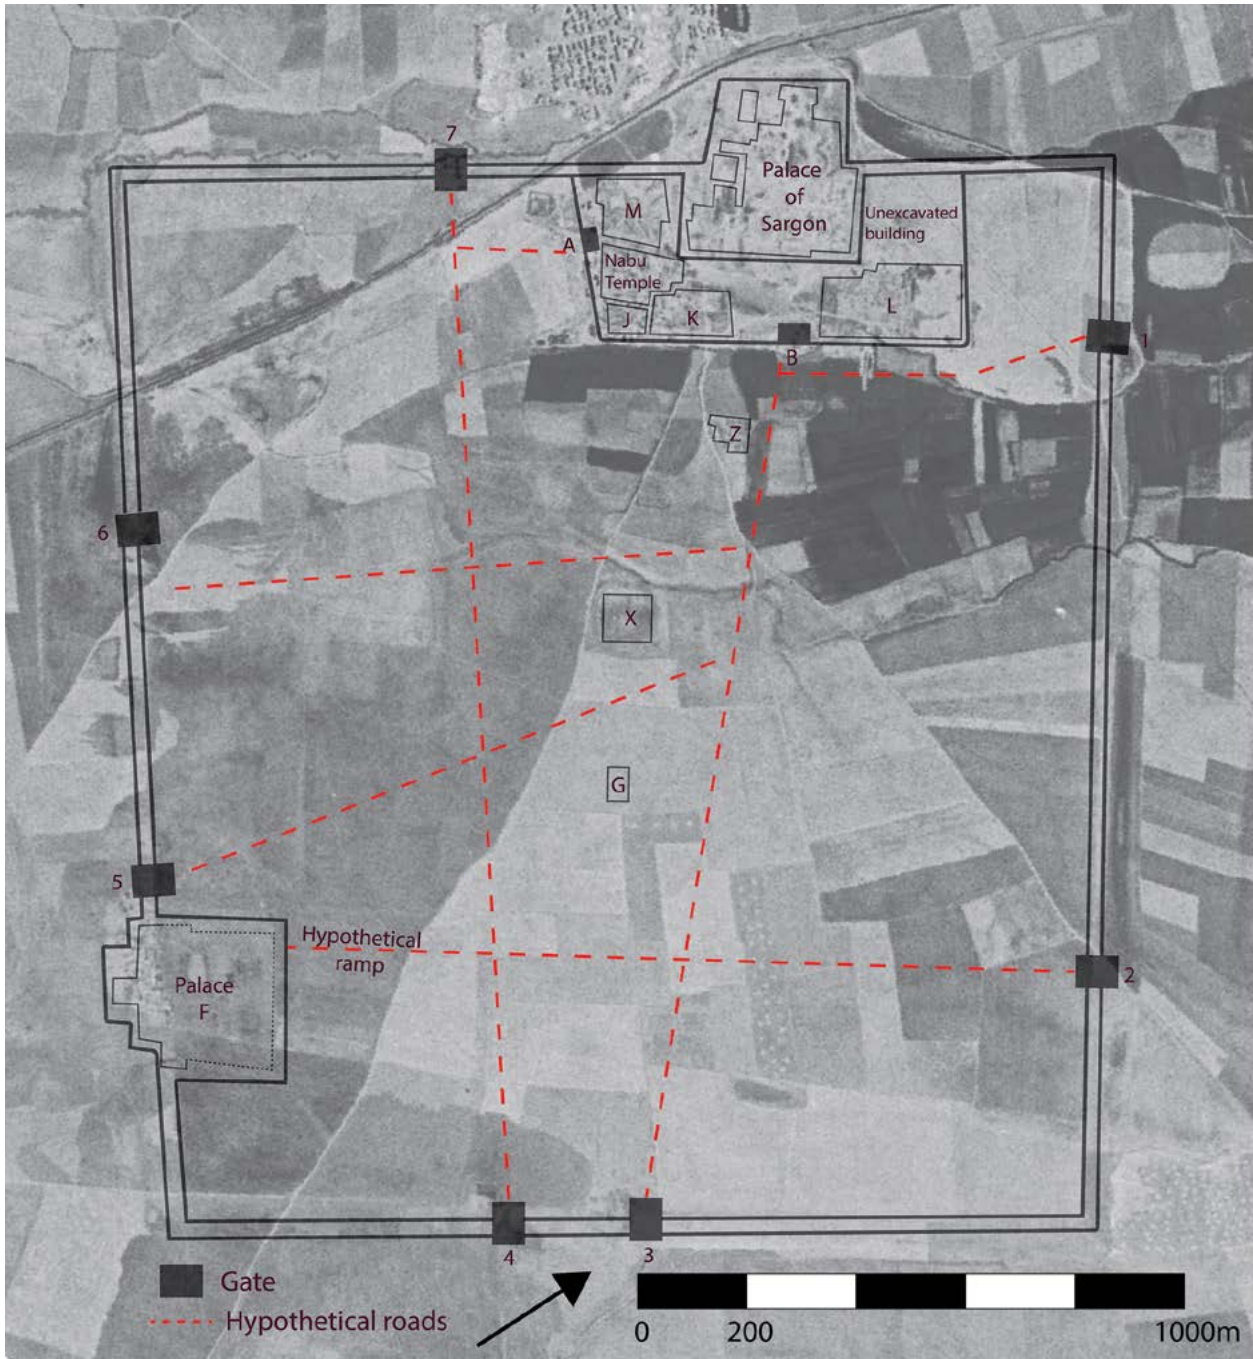 7
Palace
of
Sargon
M
A
Unexcavated
building
Nabu
Temple
L
J
K
B
1
Z
6
X
G
5
Hypothetical
ramp
Palace
F
2
4
3
Gate
Hypothetical roads
0
200
1000m